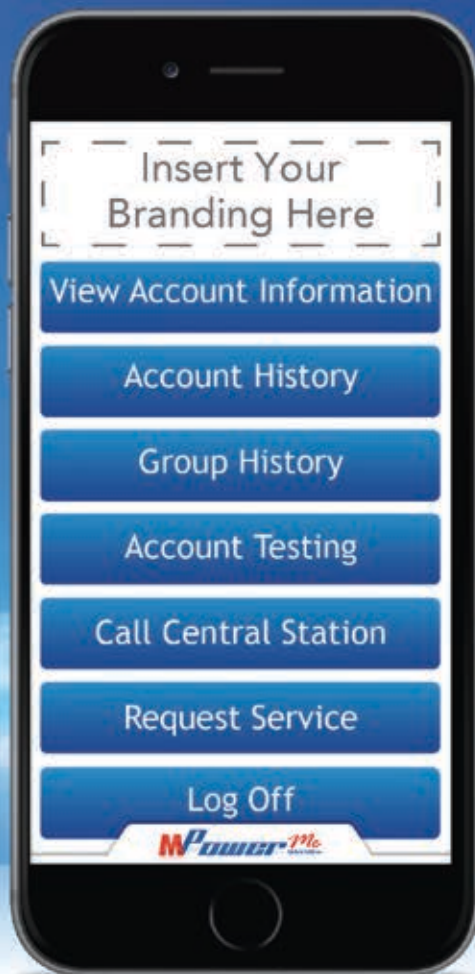 Insert Your
Branding Here
View Account Information
Account History
Group History
Account Testing
Call Central Station
Request Service
Log Off
MPower Me